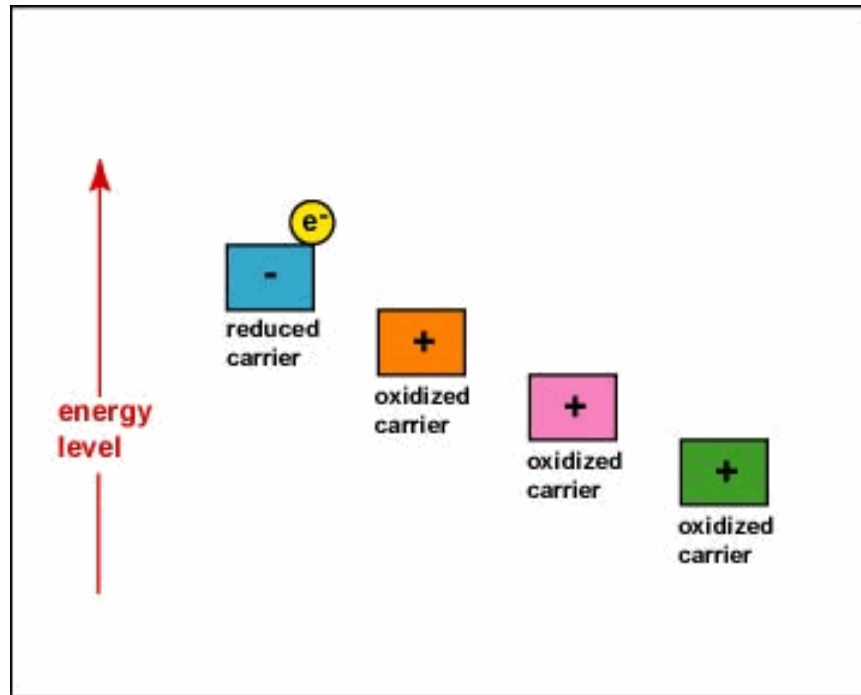 e-
-
reduced
carrier
+
oxidized
carrier
+
oxidized
carrier
+
oxidized
carrier
energy
level